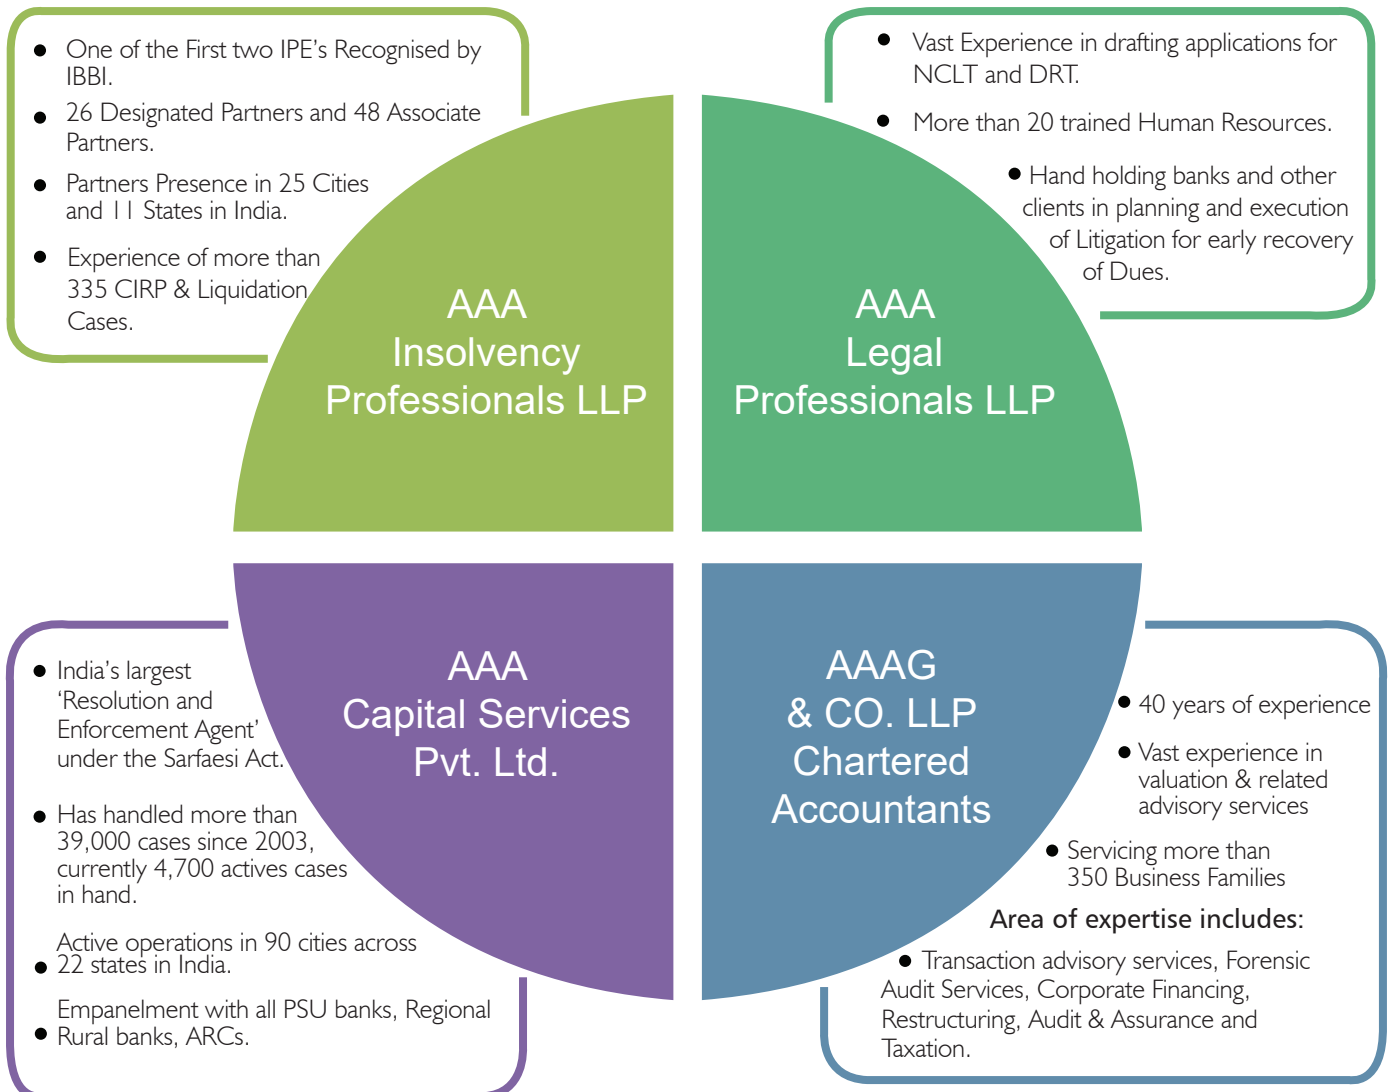 One of the First two IPE's Recognised by
IBBI.
26 Designated Partners and 48 Associate
Partners.
Partners Presence in 25 Cities
and 11 States in India.
Experience of more than
335 CIRP & Liquidation
Cases.
AAA
Insolvency
Professionals LLP
Vast Experience in drafting applications for
NCLT and DRT.
More than 20 trained Human Resources.
Hand holding banks and other
clients in planning and execution
of Litigation for early recovery
of Dues.
AAA
Legal
Professionals LLP
India's largest
'Resolution and
Enforcement Agent'
under the Sarfaesi Act.
Has handled more than
39,000 cases since 2003,
currently 4,700 actives cases
in hand.
Active operations in 90 cities across
22 states in India.
Empanelment with all PSU banks, Regional
Rural banks, ARCs.
AAA
Capital Services
Pvt. Ltd.
AAAG
& CO. LLP
Chartered
Accountants
40 years of experience
Vast experience in
valuation & related
advisory services
Servicing more than
350 Business Families
Area of expertise includes:
Transaction advisory services, Forensic
Audit Services, Corporate Financing,
Restructuring, Audit & Assurance and
Taxation.